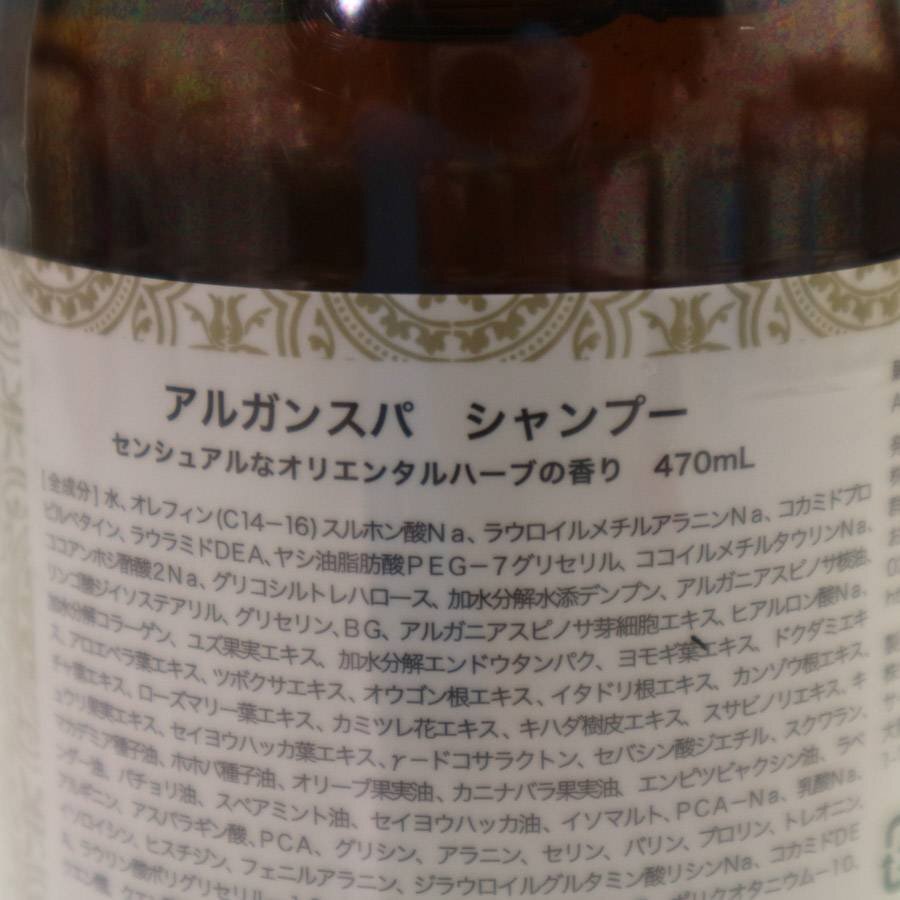 アルガンスパ　シャンプー
センシュアルなオリエンタルハーブの香り　470mL
[全成分] 水、オレフィン(C14－16)スルホン酸Na、ラウロイルメチルアラニンNa、コカミドプロ
ピルベタイン、ラウラミドDEA、ヤシ油脂肪酸PEG－7グリセリル、ココイルメチルタウリンNa、
ココアンホ酢酸2Na、グリコシルトレハロース、加水分解水添デンプン、アルガニアスピノサ核油、
リンゴ酸ジイソステアリル、グリセリン、BG、アルガニアスピノサ芽細胞エキス、ヒアルロン酸Na、
加水分解コラーゲン、ユズ果実エキス、加水分解エンドウタンパク、ヨモギ葉エキス、ドクダミエキ
ス、アロエベラ葉エキス、ツボクサエキス、オウゴン根エキス、イタドリ根エキス、カンゾウ根エキス、
チャ葉エキス、ローズマリー葉エキス、カミツレ花エキス、キハダ樹皮エキス、スサビノリエキス、キ
ュウリ果実エキス、セイヨウハッカ葉エキス、γ－ドコサラクトン、セバシン酸ジエチル、スクワラン、
マカデミア種子油、ホホバ種子油、オリーブ果実油、カニナバラ果実油、エンピツビャクシン油、ラベ
ンダー油、パチョリ油、スペアミント油、セイヨウハッカ油、イソマルト、PCA－Na、乳酸Na、
アルギニン、アスパラギン酸、PCA、グリシン、アラニン、セリン、バリン、プロリン、トレオニン、
イソロイシン、ヒスチジン、フェニルアラニン、ジラウロイルグルタミン酸リシンNa、コカミドDE
A、ラウリン酸ポリグリセリル－10 ポリクオタニウム－10、
クエン酸、